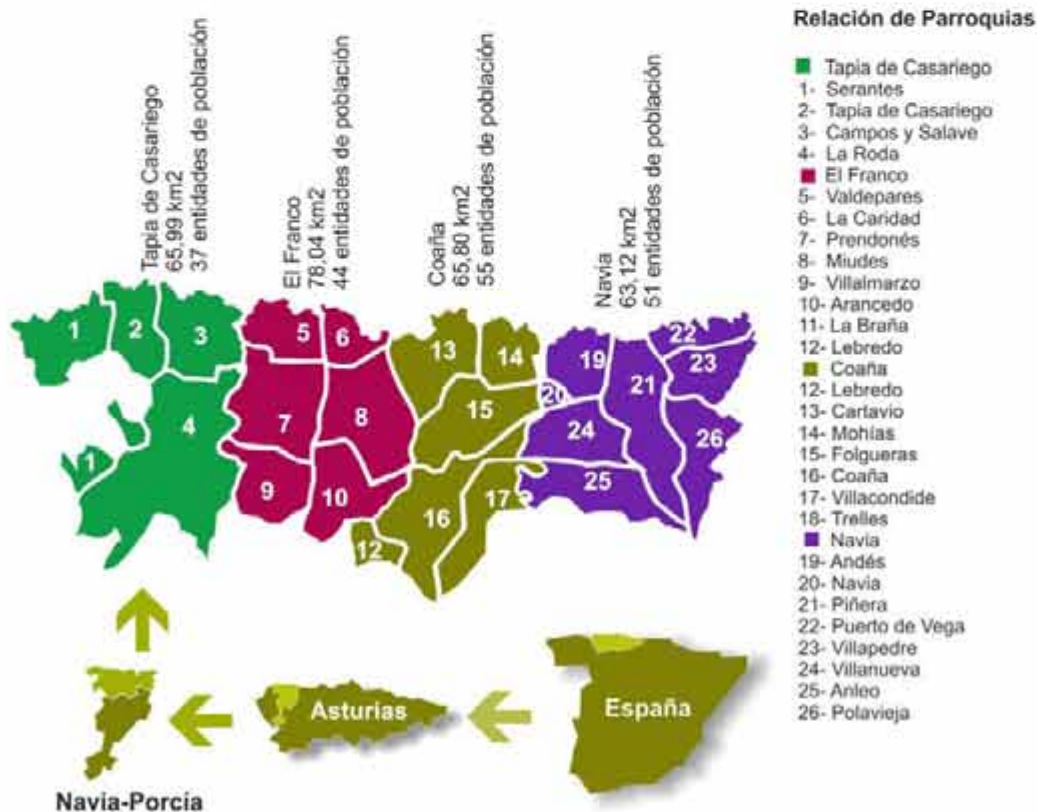 Relación de Parroquias
Tapia de Casariego
1- Serantes
2- Tapia de Casariego
3- Campos y Salave
4- La Roda
El Franco
5- Valdepares
6- La Caridad
7- Prendonés
8- Miudes
9- Villalmarzo
10- Arancedo
11- La Braña
12- Lebredo
Coaña
12- Lebredo
13- Cartavio
14- Mohías
15- Folgueras
16- Coaña
17- Villacondide
18- Trelles
Navia
19- Andés
20- Navia
21- Piñera
22- Puerto de Vega
23- Villapedre
24- Villanueva
25- Anleo
26- Polavieja
Tapia de Casariego
65,99 km2
37 entidades de población
El Franco
78,04 km2
44 entidades de población
Coaña
65,80 km2
55 entidades de población
Navia
63,12 km2
51 entidades de población
1
2
3
4
1
5
6
7
8
9
10
12
13
14
15
16
17
19
20
21
22
23
24
25
26
Navia-Porcía
Asturias
España